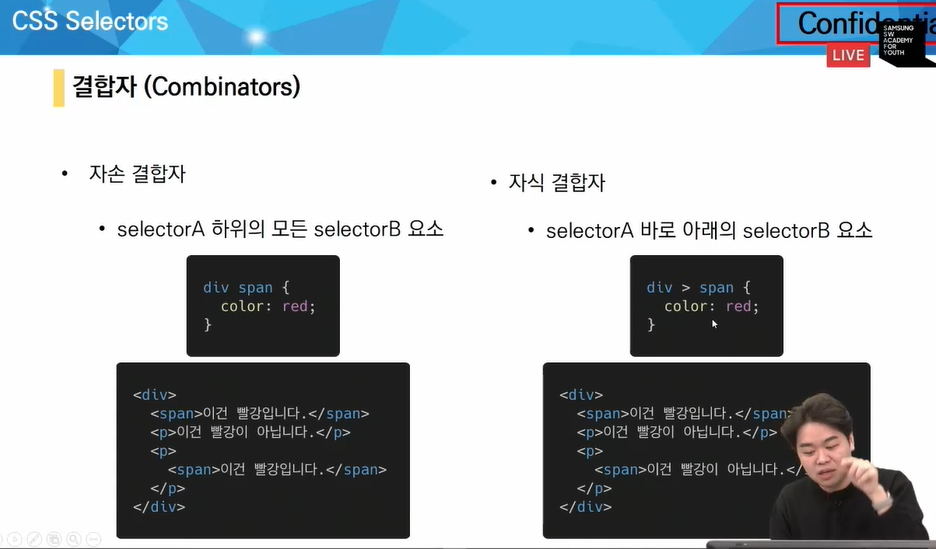 CSS Selectors
Confidentia
SAMSUNG
SW
ACADEMY
FOR
YOUTH
LIVE
결합자 (Combinators)
• 자손 결합자
• selectorA 하위의 모든 selectorB 요소
div span {
color: red;
}
<div>
<span>이건 빨강입니다.</span>
<p>이건 빨강이 아닙니다.</p>
<p>
<span>이건 빨강입니다.</span>
</p>
</div>
• 자식 결합자
• selectorA 바로 아래의 selectorB 요소
div > span {
color: red;
}
<div>
<span>이건 빨강입니다.</span>
<p>이건 빨강이 아닙니다.</p>
<p>
<span>이건 빨강이 아닙니다.</
</p>
</div>